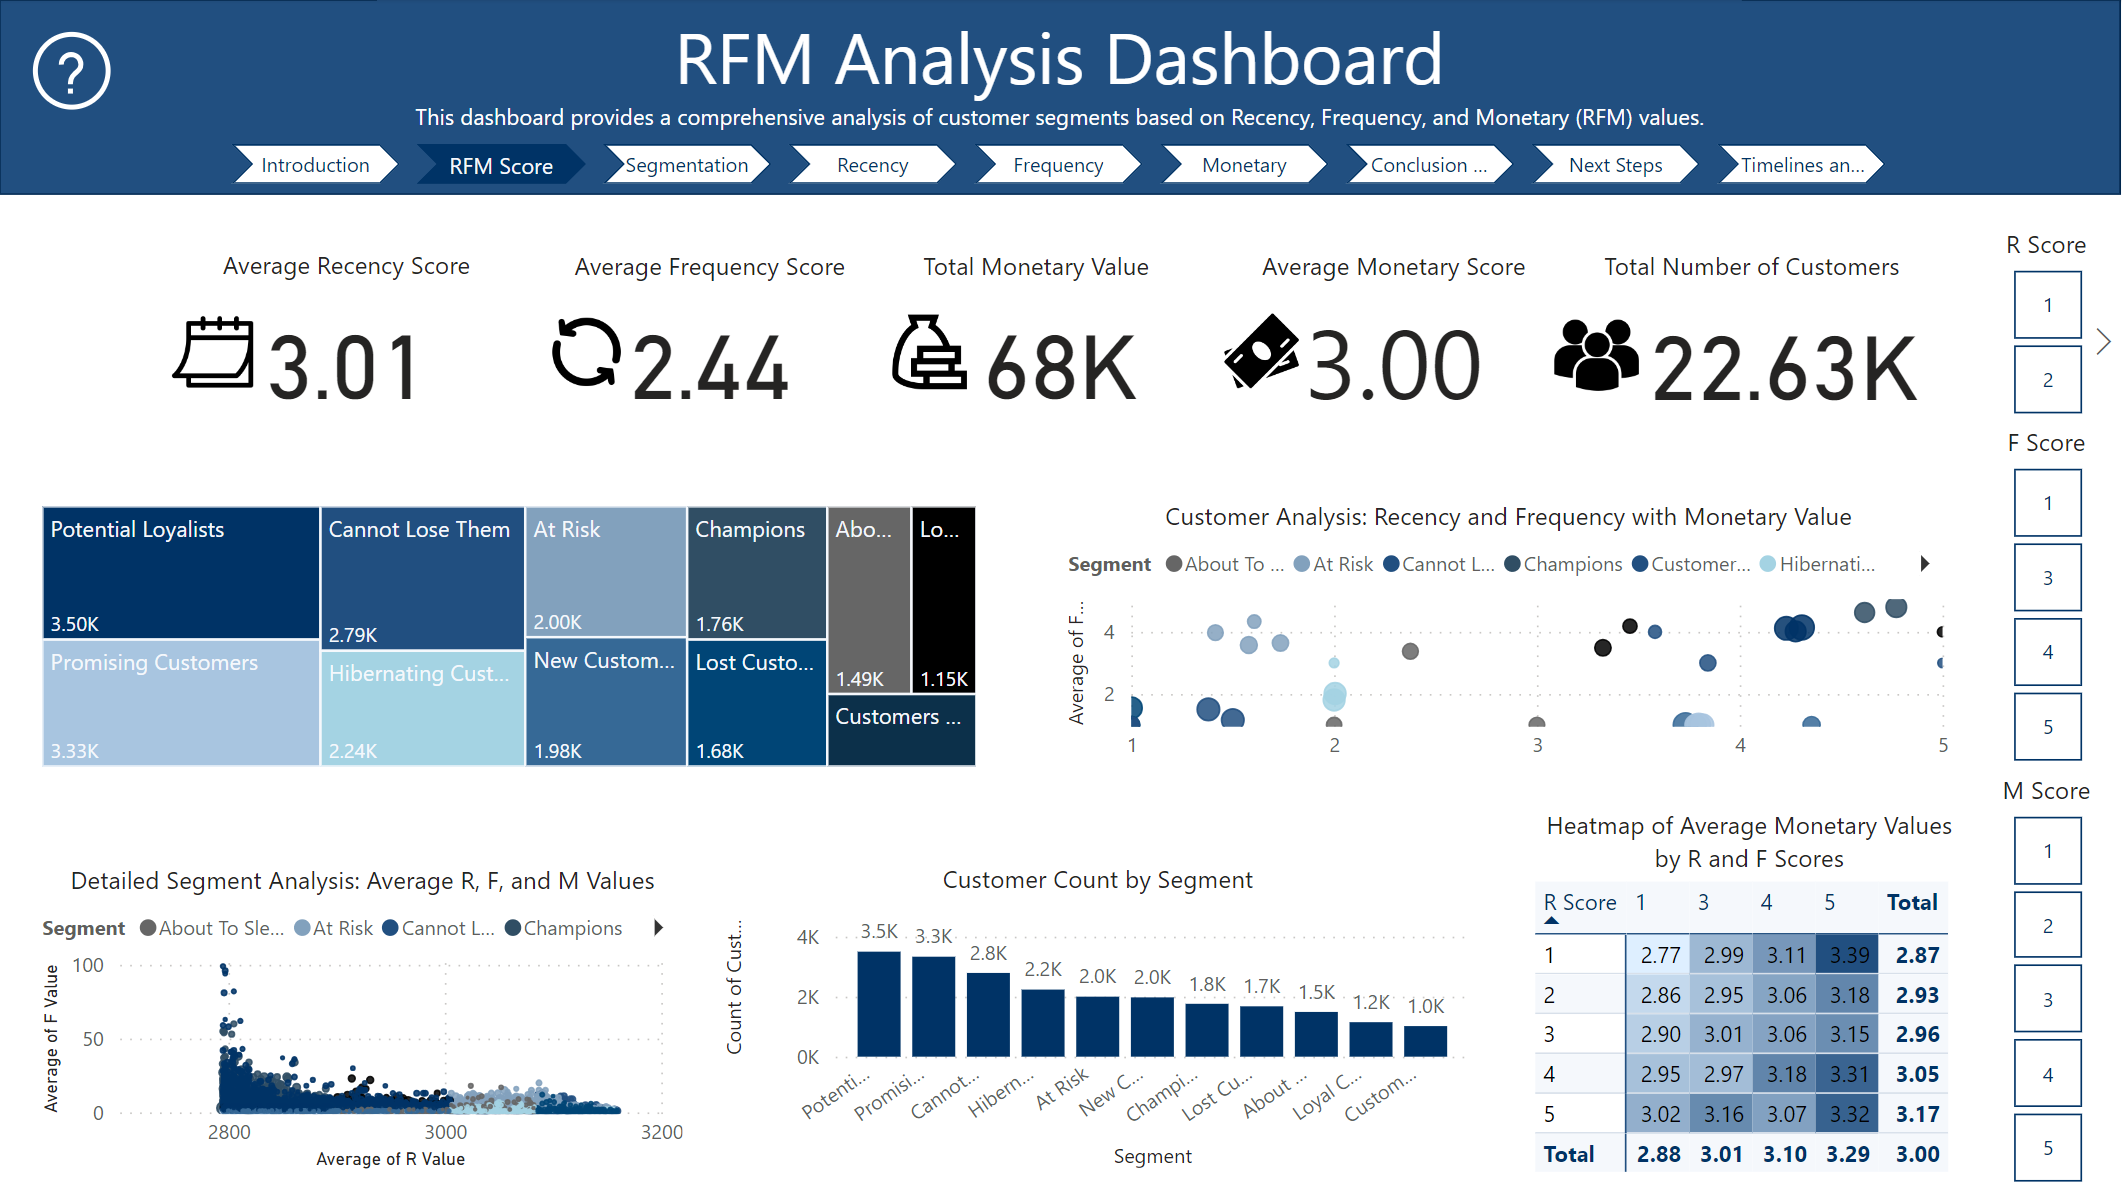 ?
RFM Analysis Dashboard
This dashboard provides a comprehensive analysis of customer segments based on Recency, Frequency, and Monetary (RFM) values.
Introduction
RFM Score
Segmentation
Recency
Frequency
Monetary
Conclusion ...
Next Steps
Timelines an...
Average Recency Score
3.01
Average Frequency Score
2.44
Total Monetary Value
68K
Average Monetary Score
3.00
Total Number of Customers
22.63K
R Score
1
2
F Score
1
3
4
5
M Score
1
2
3
4
5
Potential Loyalists
3.50K
Promising Customers
3.33K
Cannot Lose Them
2.79K
Hibernating Cust...
2.24K
At Risk
2.00K
New Custom...
1.98K
Champions
1.76K
Lost Custo...
1.68K
Abo...
1.49K
Lo...
1.15K
Customers ...
Customer Analysis: Recency and Frequency with Monetary Value
Segment About To ... At Risk Cannot L... Champions Customer... Hibernati...
Average of F...
4
2
1 2 3 4 5
Detailed Segment Analysis: Average R, F, and M Values
Segment About To Sle... At Risk Cannot L... Champions
Average of F Value
100
50
0
2800 3000 3200
Average of R Value
Customer Count by Segment
Count of Cust...
4K
2K
0K
3.5K 3.3K 2.8K 2.2K 2.0K 2.0K 1.8K 1.7K 1.5K 1.2K 1.0K
Potenti... Promisi... Cannot... Hibern... At Risk New C... Champi... Lost Cu... About ... Loyal C... Custom...
Segment
Heatmap of Average Monetary Values
by R and F Scores
R Score 1 3 4 5 Total
1 2.77 2.99 3.11 3.39 2.87
2 2.86 2.95 3.06 3.18 2.93
3 2.90 3.01 3.06 3.15 2.96
4 2.95 2.97 3.18 3.31 3.05
5 3.02 3.16 3.07 3.32 3.17
Total 2.88 3.01 3.10 3.29 3.00